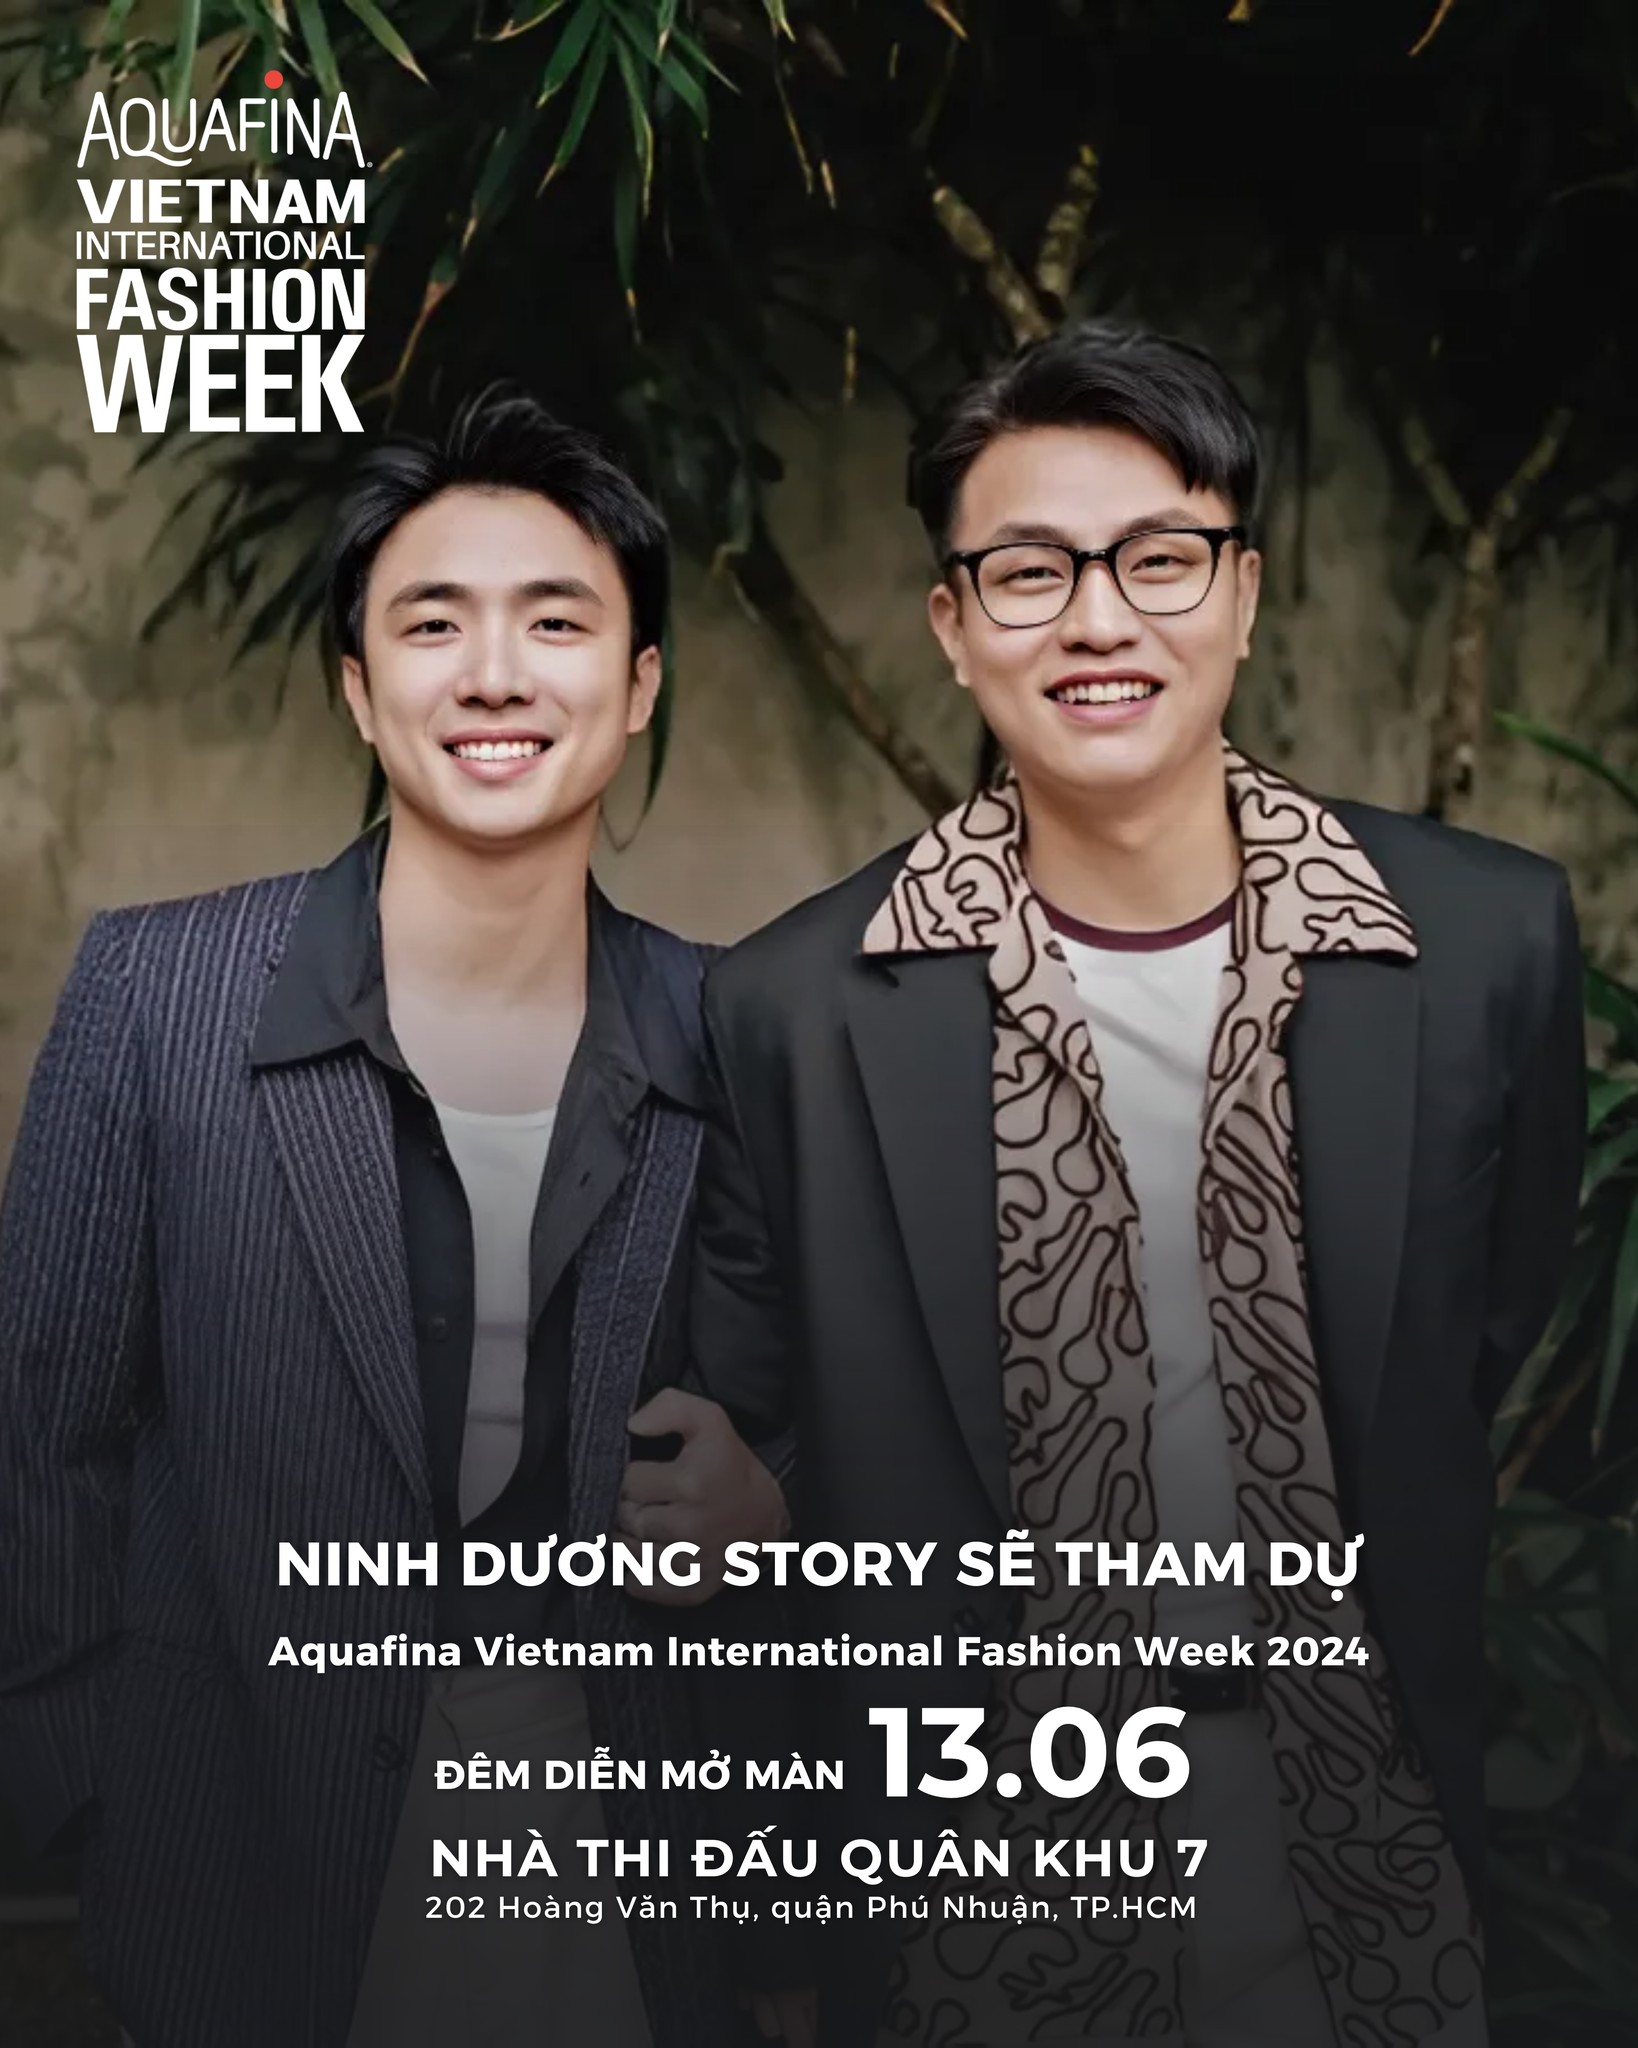 AQUAFINA
VIETNAM
INTERNATIONAL
FASHION
WEEK
NINH DƯƠNG STORY SẼ THAM DỰ
Aquafina Vietnam International Fashion Week 2024
ĐÊM DIỄN MỞ MÀN 13.06
NHÀ THI ĐẤU QUÂN KHU 7
202 Hoàng Văn Thụ, quận Phú Nhuận, TP.HCM